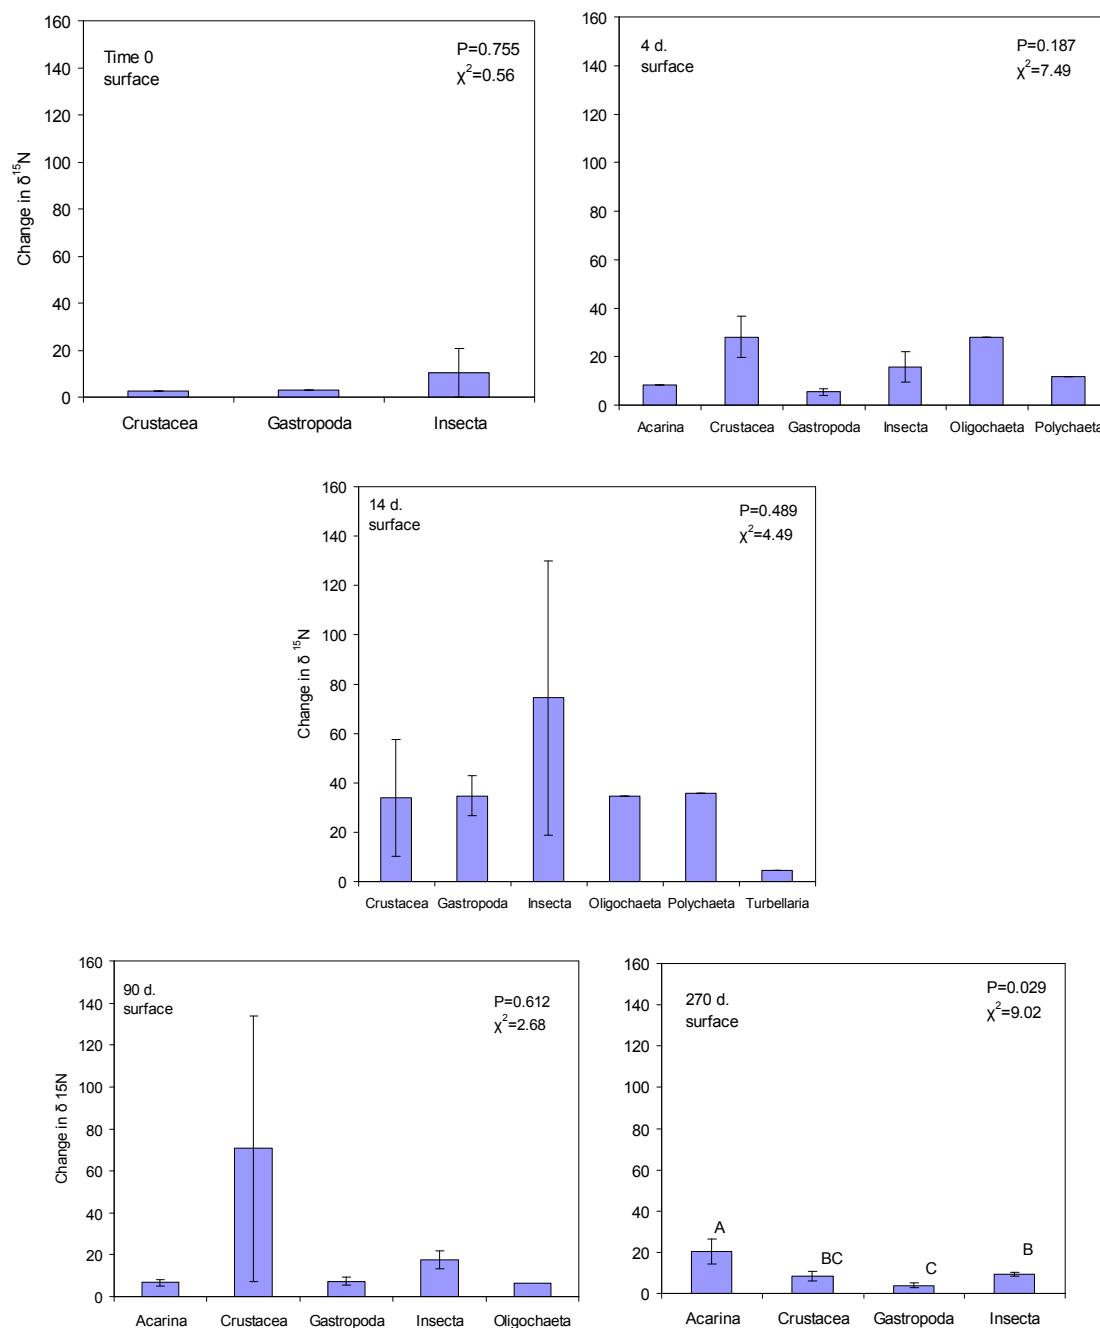 Time 0
surface
P=0.755
χ²=0.56
Change in δ¹⁵N
160
140
120
100
80
60
40
20
0
Crustacea Gastropoda Insecta
4 d.
surface
P=0.187
χ²=7.49
160
140
120
100
80
60
40
20
0
Acarina Crustacea Gastropoda Insecta Oligochaeta Polychaeta
14 d.
surface
P=0.489
χ²=4.49
Change in δ ¹⁵N
160
140
120
100
80
60
40
20
0
Crustacea Gastropoda Insecta Oligochaeta Polychaeta Turbellaria
90 d.
surface
P=0.612
χ²=2.68
Change in δ 15N
160
140
120
100
80
60
40
20
0
Acarina Crustacea Gastropoda Insecta Oligochaeta
270 d.
surface
P=0.029
χ²=9.02
160
140
120
100
80
60
40
20
0
A
BC
C
B
Acarina Crustacea Gastropoda Insecta